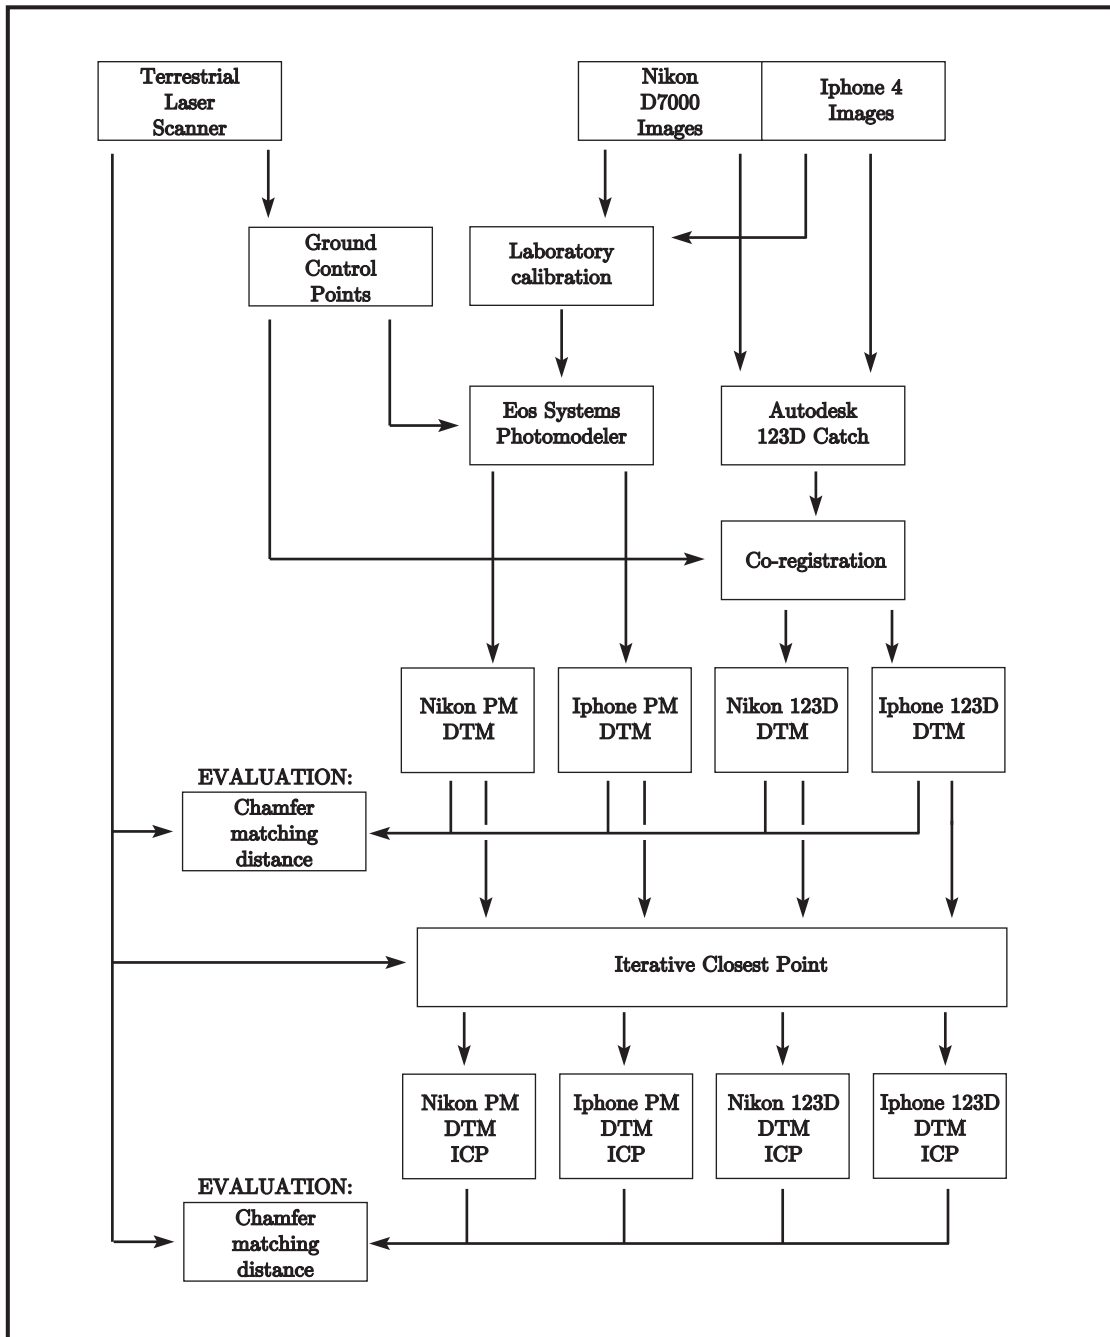 Terrestrial
Laser
Scanner
Nikon
D7000
Images
Iphone 4
Images
Ground
Control
Points
Laboratory
calibration
Eos Systems
Photomodeler
Autodesk
123D Catch
Co-registration
Nikon PM
DTM
Iphone PM
DTM
Nikon 123D
DTM
Iphone 123D
DTM
EVALUATION:
Chamfer
matching
distance
Iterative Closest Point
Nikon PM
DTM
ICP
Iphone PM
DTM
ICP
Nikon 123D
DTM
ICP
Iphone 123D
DTM
ICP
EVALUATION:
Chamfer
matching
distance